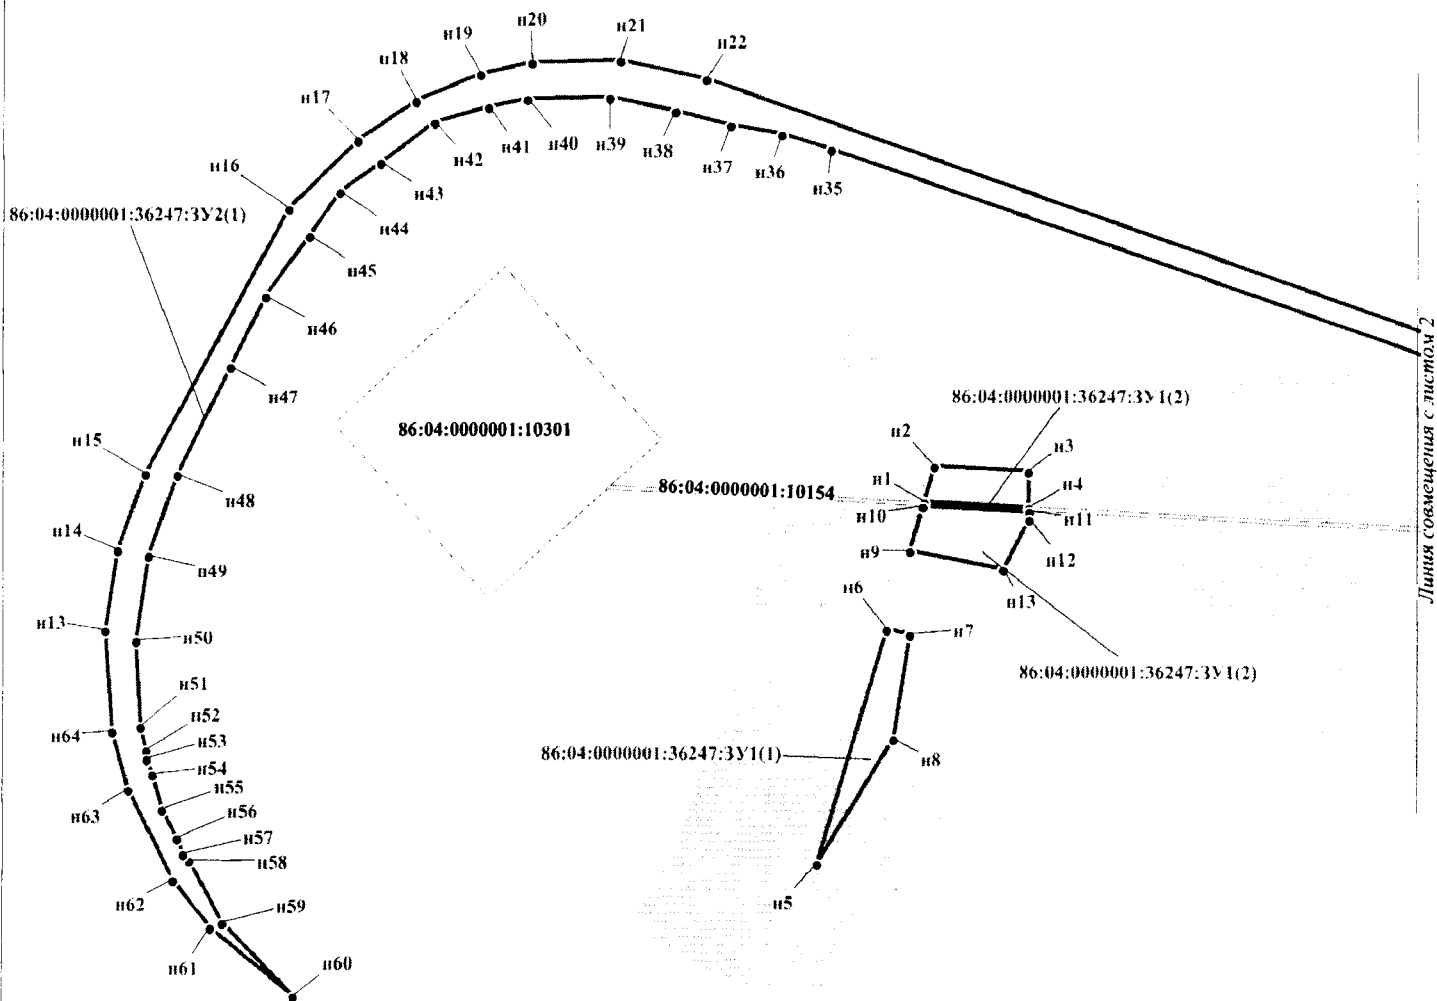 н20
н21
н19
н22
н18
н17
н41
н40
н39
н38
н37
н36
н35
н42
н43
н16
86:04:0000001:36247:ЗУ2(1)
н44
н45
н46
н47
86:04:0000001:36247:ЗУ1(2)
86:04:0000001:10301
н15
н2
н3
н48
86:04:0000001:10154
н1
н4
н10
н11
н14
н49
н9
н12
н6
н13
н13
н50
н7
86:04:0000001:36247:ЗУ1(2)
н51
н52
н64
н53
86:04:0000001:36247:ЗУ1(1)
н8
н54
н55
н63
н56
н57
н58
н62
н5
н59
н61
н60
Линия совмещения с листом 2